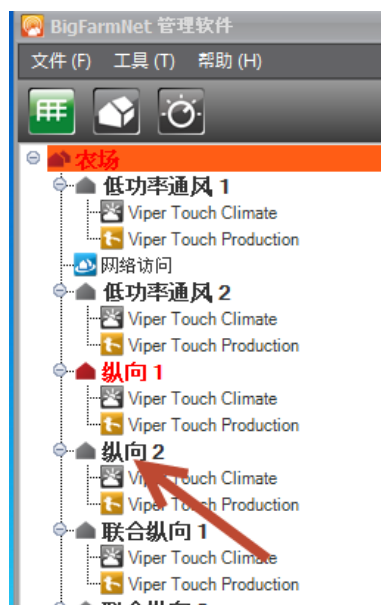 BigFarmNet 管理软件
文件 (F) 工具 (T) 帮助 (H)
农场
低功率通风 1
Viper Touch Climate
Viper Touch Production
网络访问
低功率通风 2
Viper Touch Climate
Viper Touch Production
纵向 1
Viper Touch Climate
Viper Touch Production
纵向 2
Viper Touch Climate
Viper Touch Production
联合纵向 1
Viper Touch Climate
Viper Touch Production